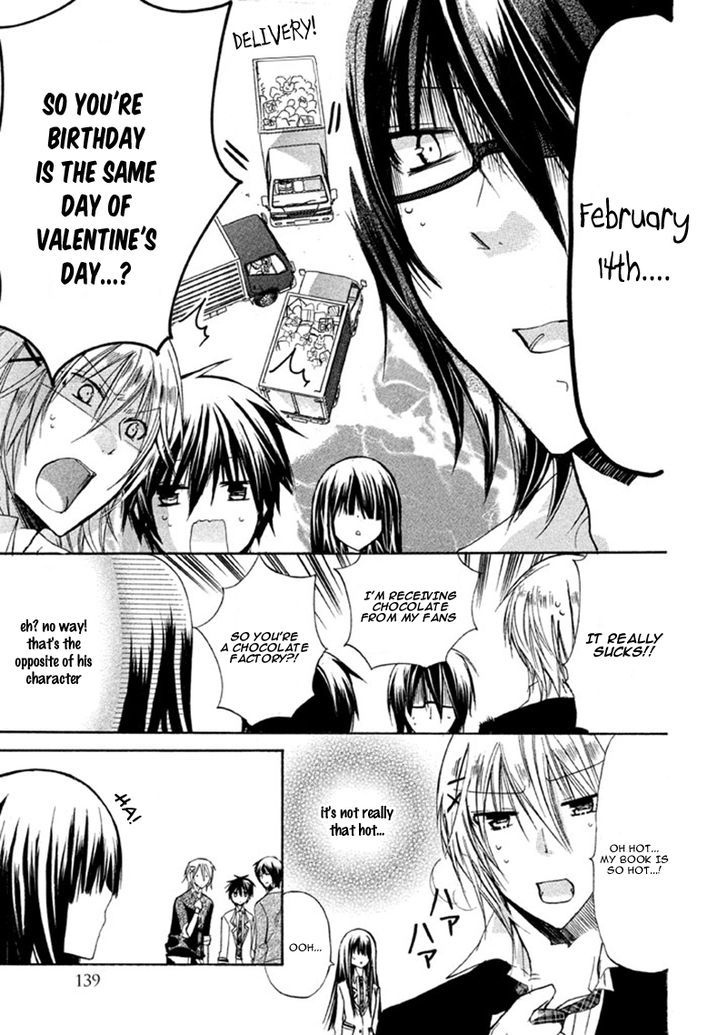 February
14th....
DELIVERY!
SO YOU'RE
BIRTHDAY
IS THE SAME
DAY OF
VALENTINE'S
DAY...?
IT REALLY
SUCKS!!
I'M RECEIVING
CHOCOLATE
FROM MY FANS
SO YOU'RE
A CHOCOLATE
FACTORY?!
eh? no way!
that's the
opposite of his
character
OH HOT...
MY BOOK IS
SO HOT...!
ハァ
ハァ
it's not really
that hot...
OOH...
HA!
139